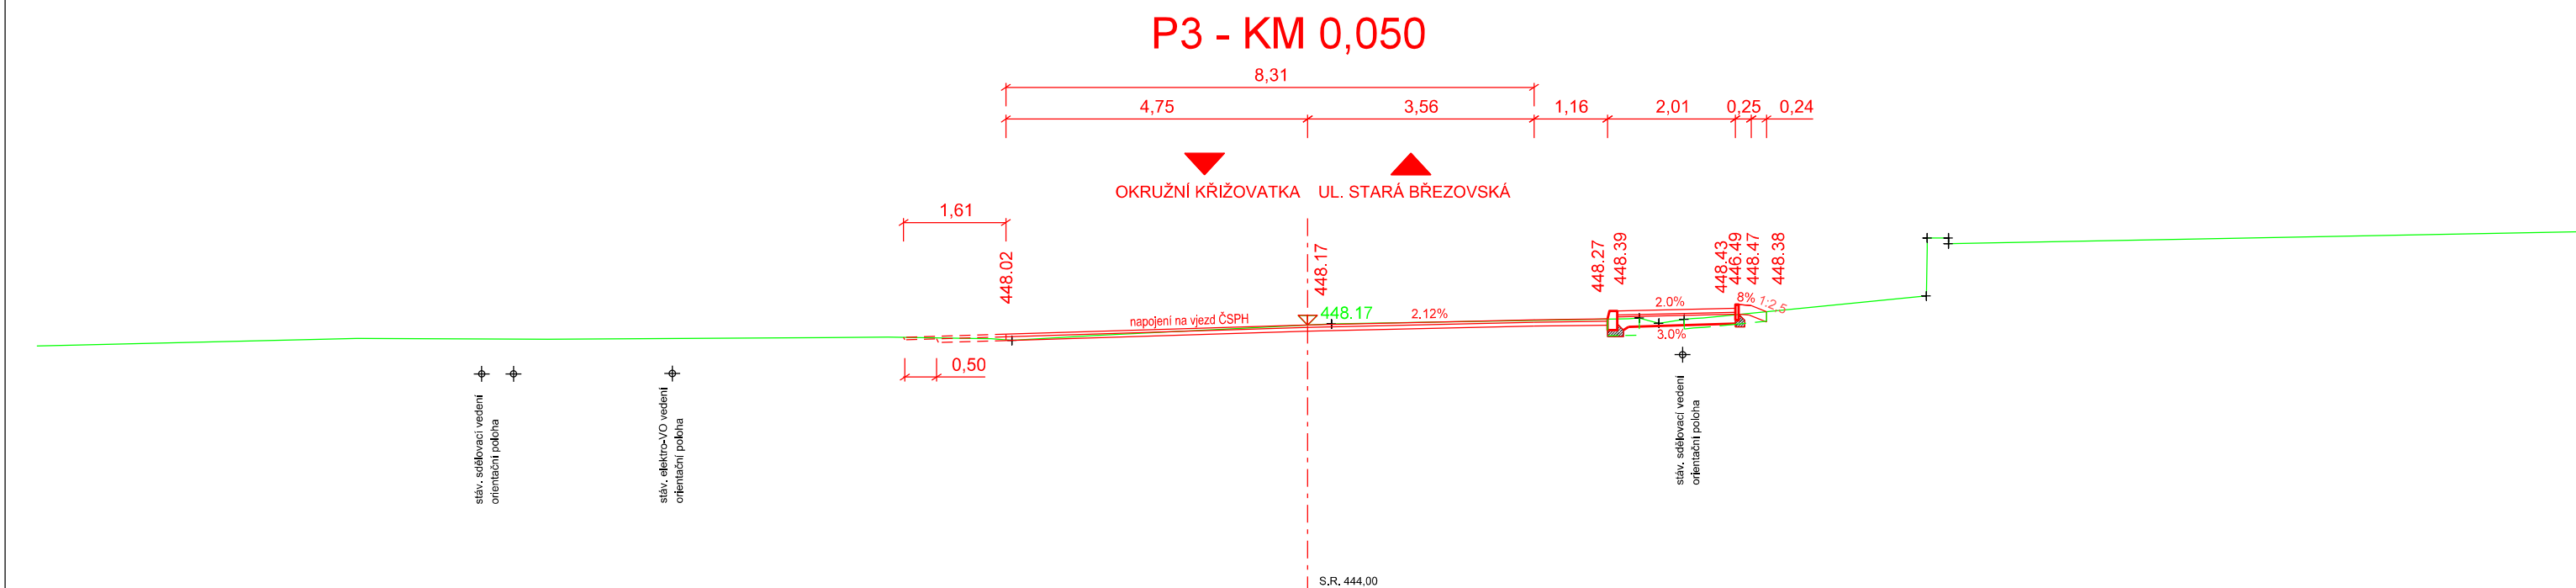 P3 - KM 0,050
8,31
4,75
3,56
1,16
2,01
0,25
0,24
OKRUŽNÍ KŘIŽOVATKA
UL. STARÁ BŘEZOVSKÁ
1,61
448.02
448.17
448.17
448.27
448.39
448.43
446.49
448.47
448.38
napojení na vjezd ČSPH
2.12%
2.0%
8%
1:2.5
3.0%
0,50
stáv. sdělovací vedení
orientační poloha
stáv. elektro-VO vedení
orientační poloha
stáv. sdělovací vedení
orientační poloha
S.R. 444,00